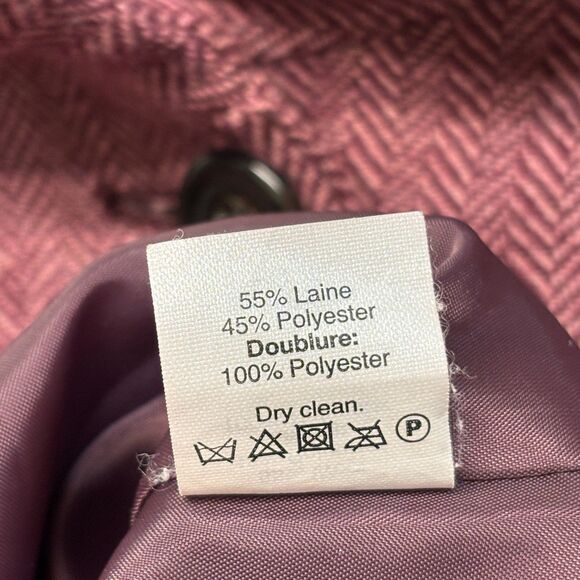 55% Laine
45% Polyester
Doublure:
100% Polyester
Dry clean.
P